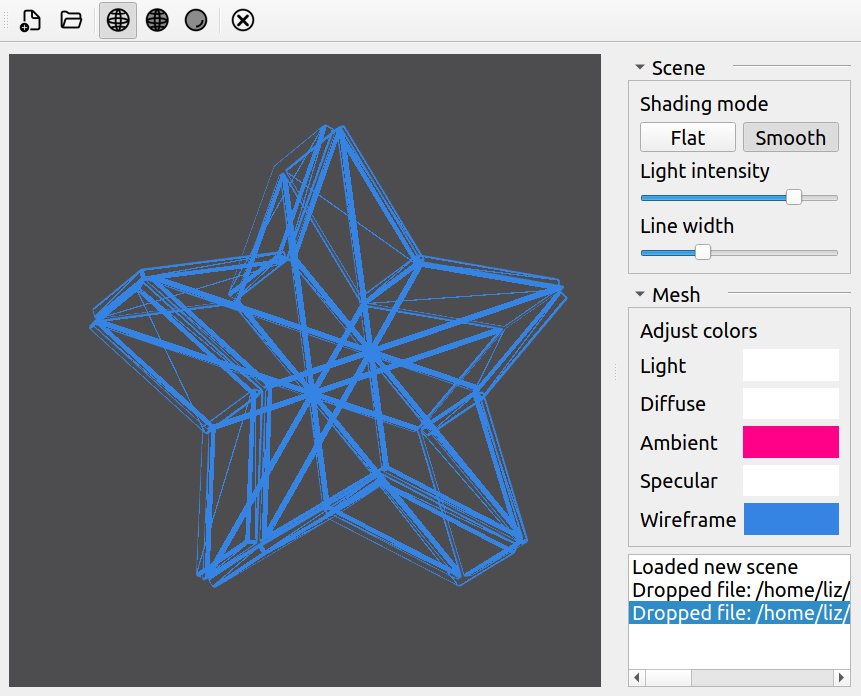 Scene
Shading mode
Flat Smooth
Light intensity
Line width
Mesh
Adjust colors
Light
Diffuse
Ambient
Specular
Wireframe
Loaded new scene
Dropped file: /home/liz/
Dropped file: /home/liz/